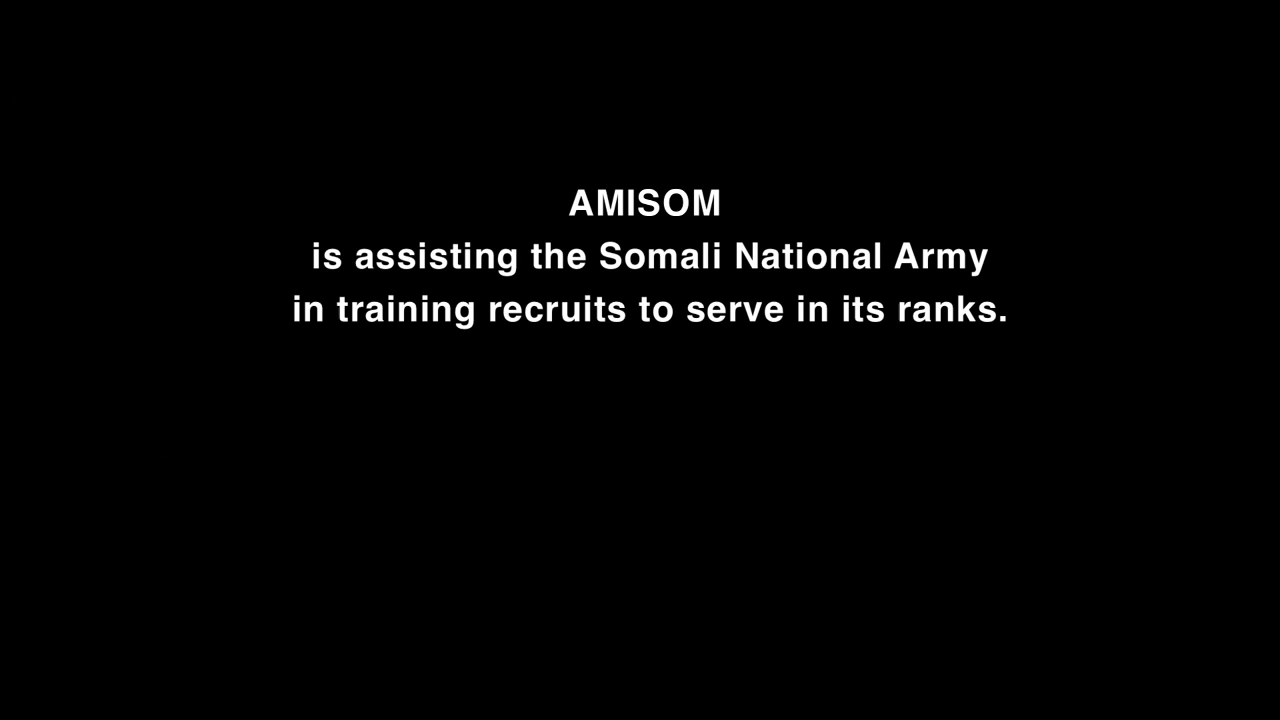 AMISOM
is assisting the Somali National Army
in training recruits to serve in its ranks.